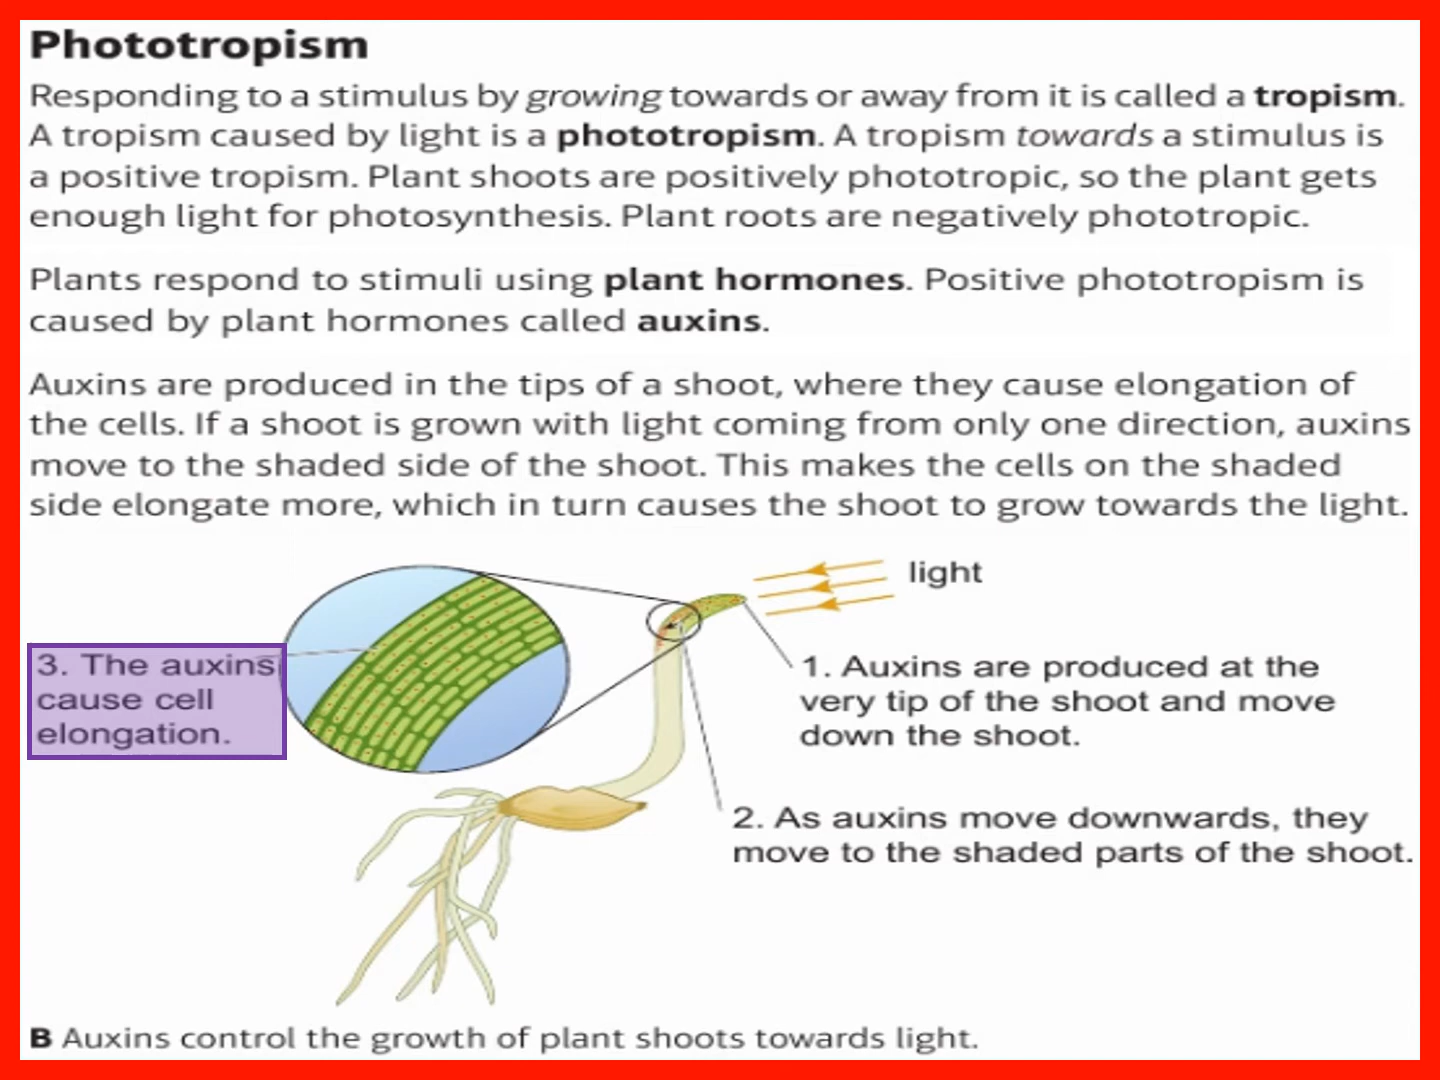 Phototropism
Responding to a stimulus by growing towards or away from it is called a tropism.
A tropism caused by light is a phototropism. A tropism towards a stimulus is
a positive tropism. Plant shoots are positively phototropic, so the plant gets
enough light for photosynthesis. Plant roots are negatively phototropic.
Plants respond to stimuli using plant hormones. Positive phototropism is
caused by plant hormones called auxins.
Auxins are produced in the tips of a shoot, where they cause elongation of
the cells. If a shoot is grown with light coming from only one direction, auxins
move to the shaded side of the shoot. This makes the cells on the shaded
side elongate more, which in turn causes the shoot to grow towards the light.
light
3. The auxins
cause cell
elongation.
1. Auxins are produced at the
very tip of the shoot and move
down the shoot.
2. As auxins move downwards, they
move to the shaded parts of the shoot.
B Auxins control the growth of plant shoots towards light.